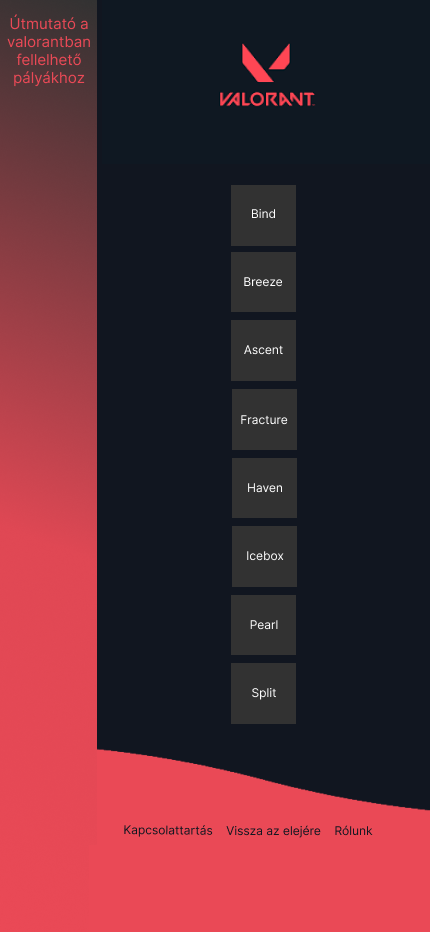 Útmutató a
valorantban
fellelhető
pályákhoz
VALORANT
Bind
Breeze
Ascent
Fracture
Haven
Icebox
Pearl
Split
Kapcsolattartás Vissza az elejére Rólunk